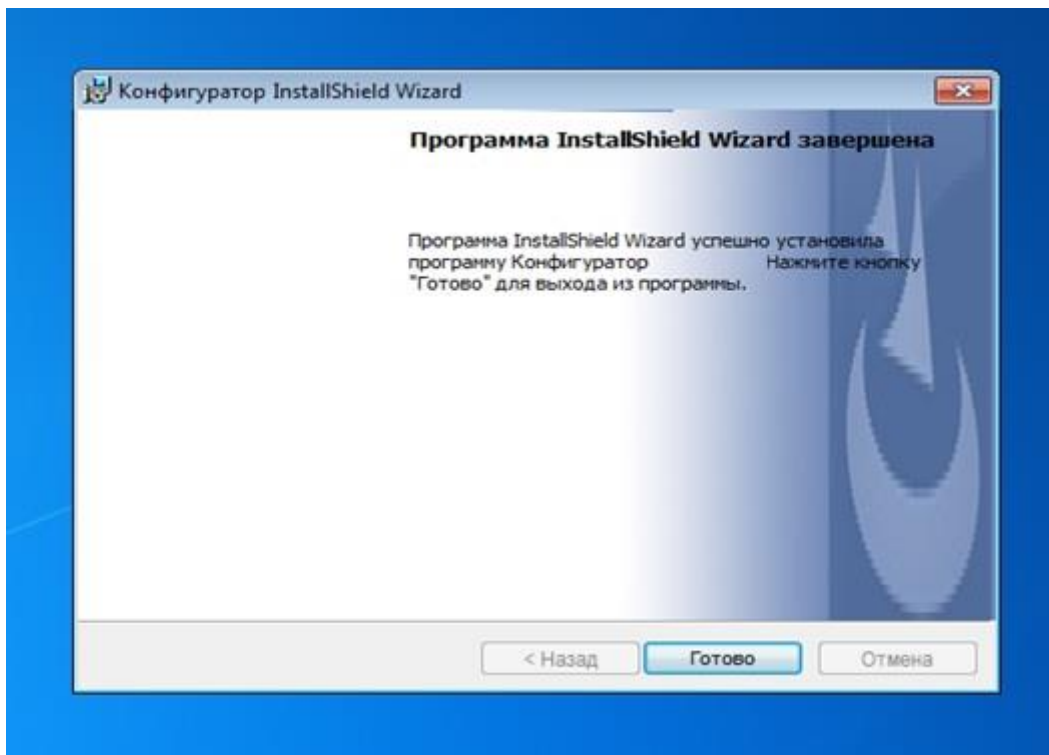 Конфигуратор InstallShield Wizard
Программа InstallShield Wizard завершена
Программа InstallShield Wizard успешно установила
программу Конфигуратор Нажмите кнопку
"Готово" для выхода из программы.
< Назад Готово Отмена